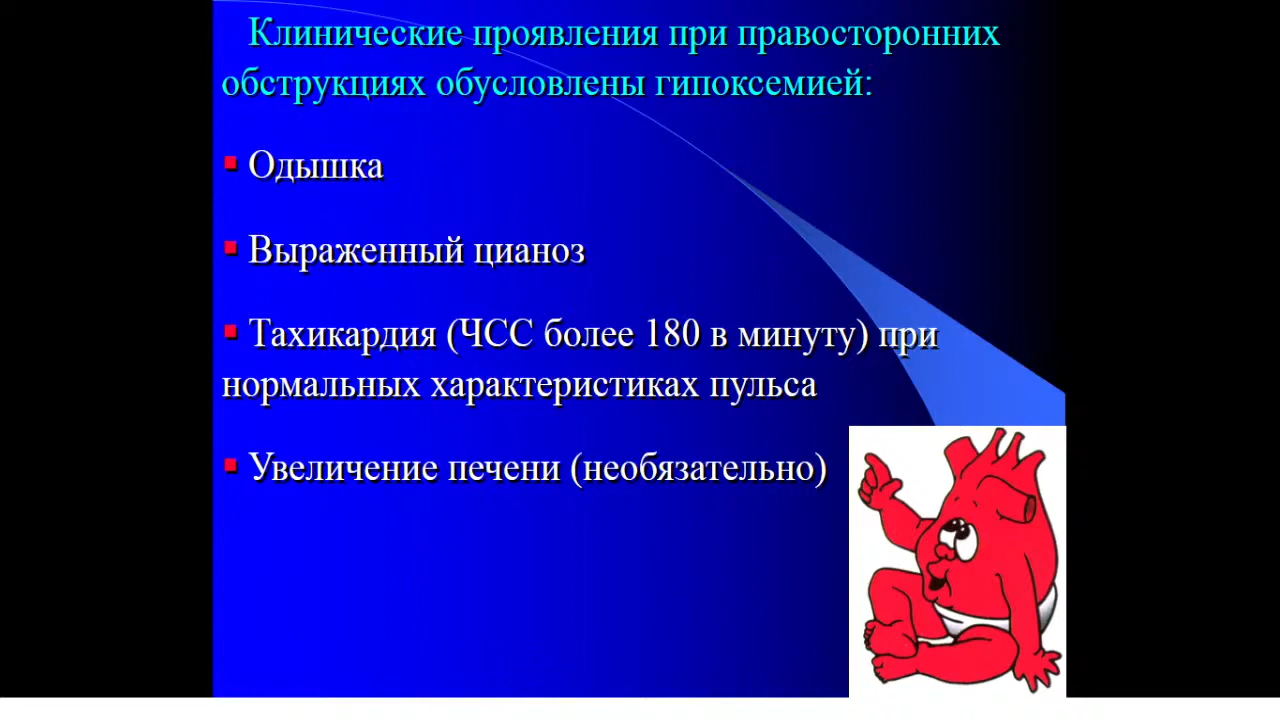 Клинические проявления при правосторонних
обструкциях обусловлены гипоксемией:
Одышка
Выраженный цианоз
Тахикардия (ЧСС более 180 в минуту) при
нормальных характеристиках пульса
Увеличение печени (необязательно)